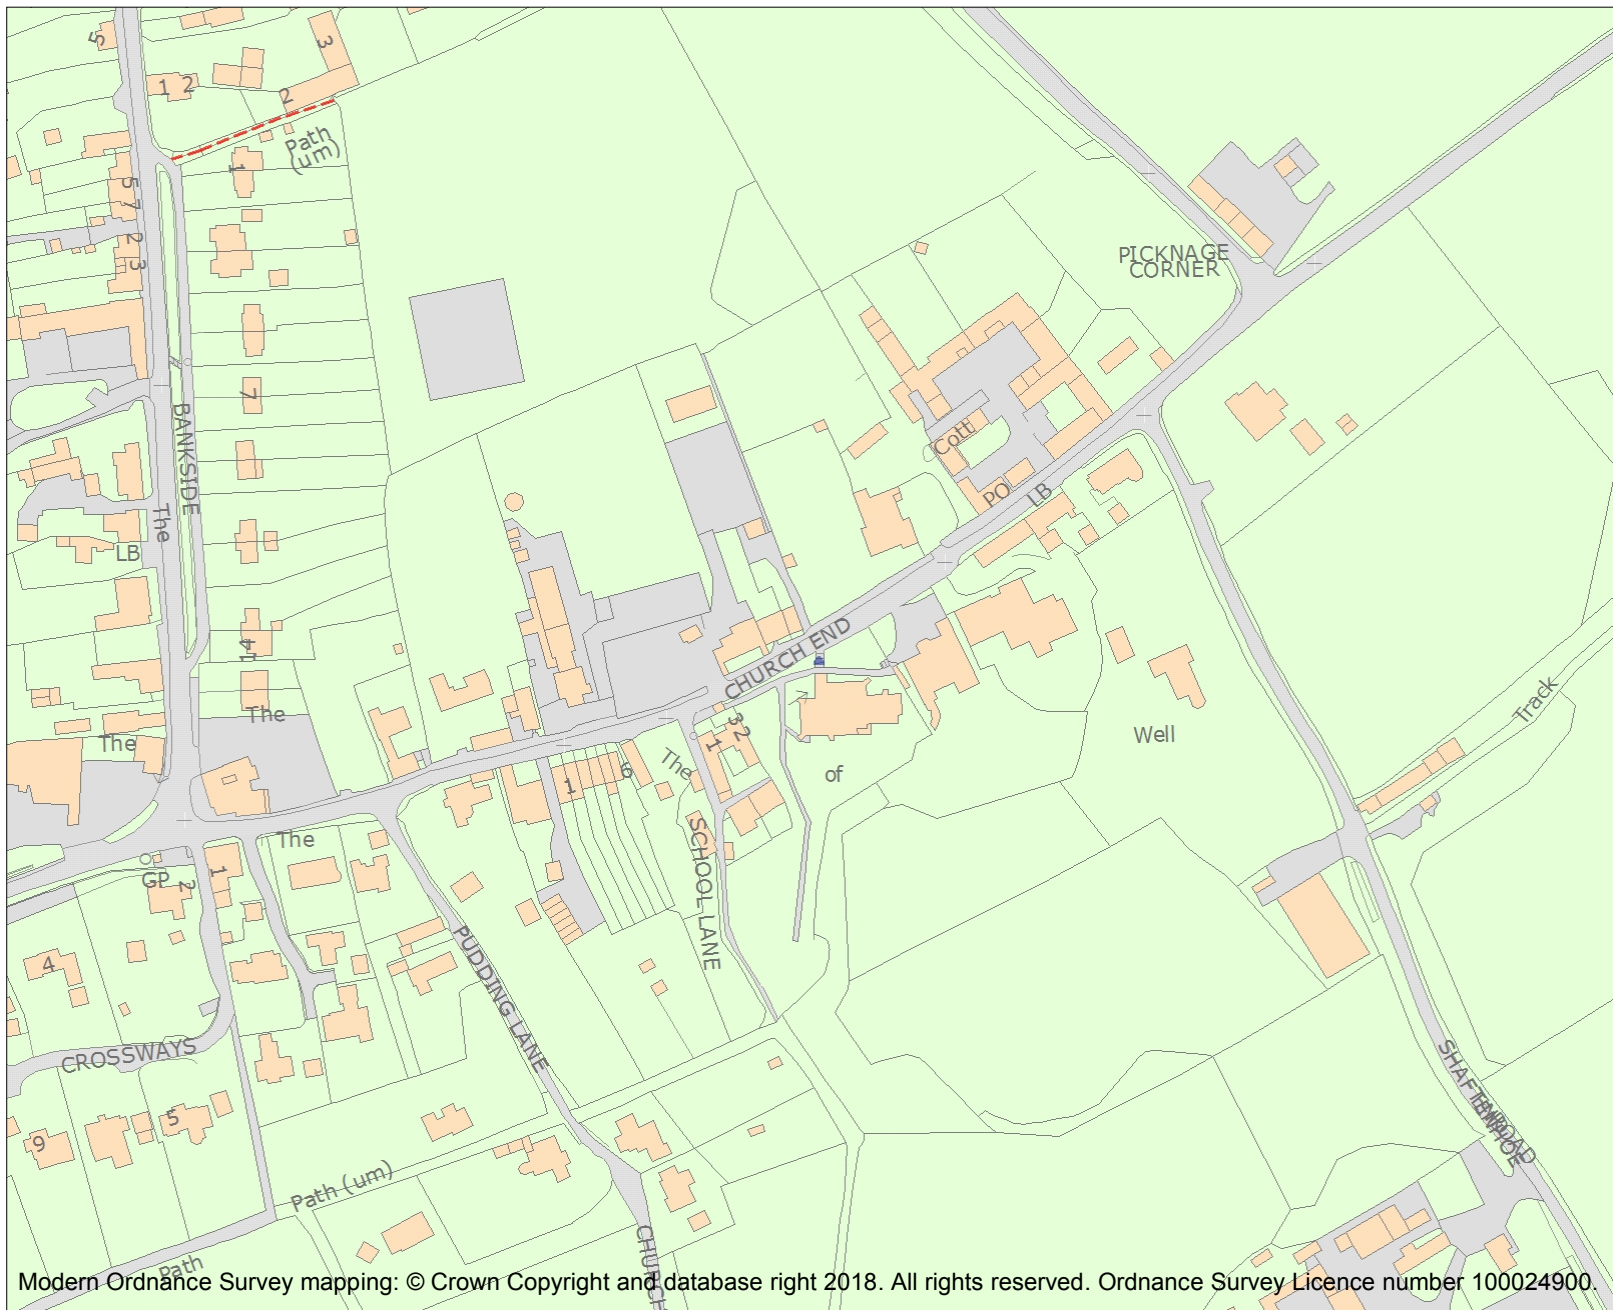 5
3
1 2
2
Path
(um)
1
5 7
2 3
PICKNAGE
CORNER
7
BANKSIDE
The
LB
Cott
PO
LB
14
CHURCH END
The
The
Track
3 2
1
The
6
1
of
Well
SCHOOL LANE
The
GP
2
1
4
PUDDING LANE
CROSSWAYS
5
9
SHAFTENHOE
ROAD
Path (um)
CHURCH
Path
Modern Ordnance Survey mapping: © Crown Copyright and database right 2018. All rights reserved. Ordnance Survey Licence number 100024900.